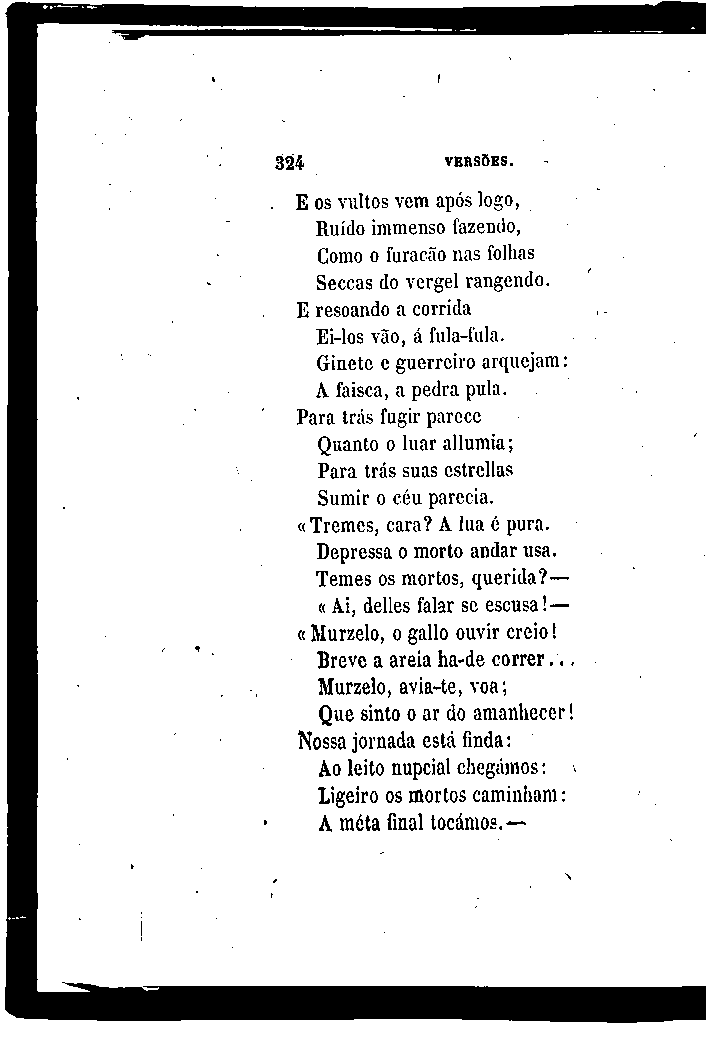 324 VERSÕES.
E os vultos vem após logo,
Ruído immenso fazendo,
Como o furacão nas folhas
Seccas do vergel rangendo.
E resoando a corrida
Ei-los vão, á fula-fula.
Ginete e guerreiro arquejam:
A faisca, a pedra pula.
Para trás fugir parece
Quanto o luar allumia;
Para trás suas estrellas
Sumir o céu parecia.
«Tremes, cara? A lua é pura.
Depressa o morto andar usa.
Temes os mortos, querida?—
« Ai, delles falar se escusa!—
«Murzelo, o gallo ouvir creio!
Breve a areia ha-de correr...
Murzelo, avia-te, voa;
Que sinto o ar do amanhecer!
Nossa jornada está finda:
Ao leito nupcial chegámos:
Ligeiro os mortos caminham:
A méta final tocámos.—